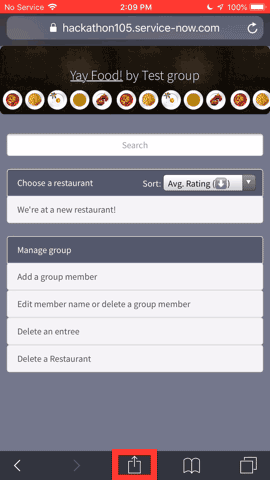 No Service 2:09 PM 100%
hackathon105.service-now.com
Yay Food! by Test group
Search
Choose a restaurant Sort: Avg. Rating (⬇)
We're at a new restaurant!
Manage group
Add a group member
Edit member name or delete a group member
Delete an entree
Delete a Restaurant